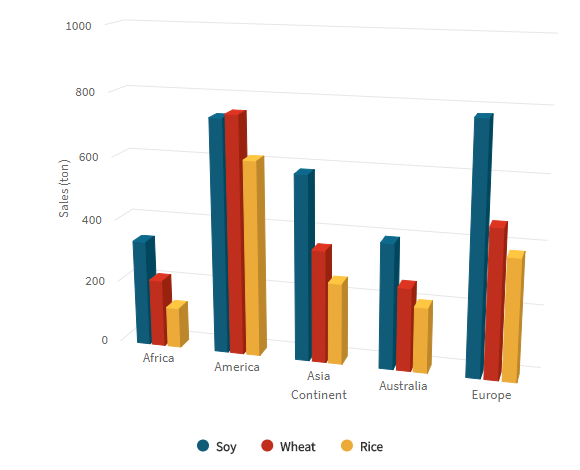 1000
800
600
400
200
0
Sales (ton)
Africa
America
Asia
Australia
Europe
Continent
Soy Wheat Rice